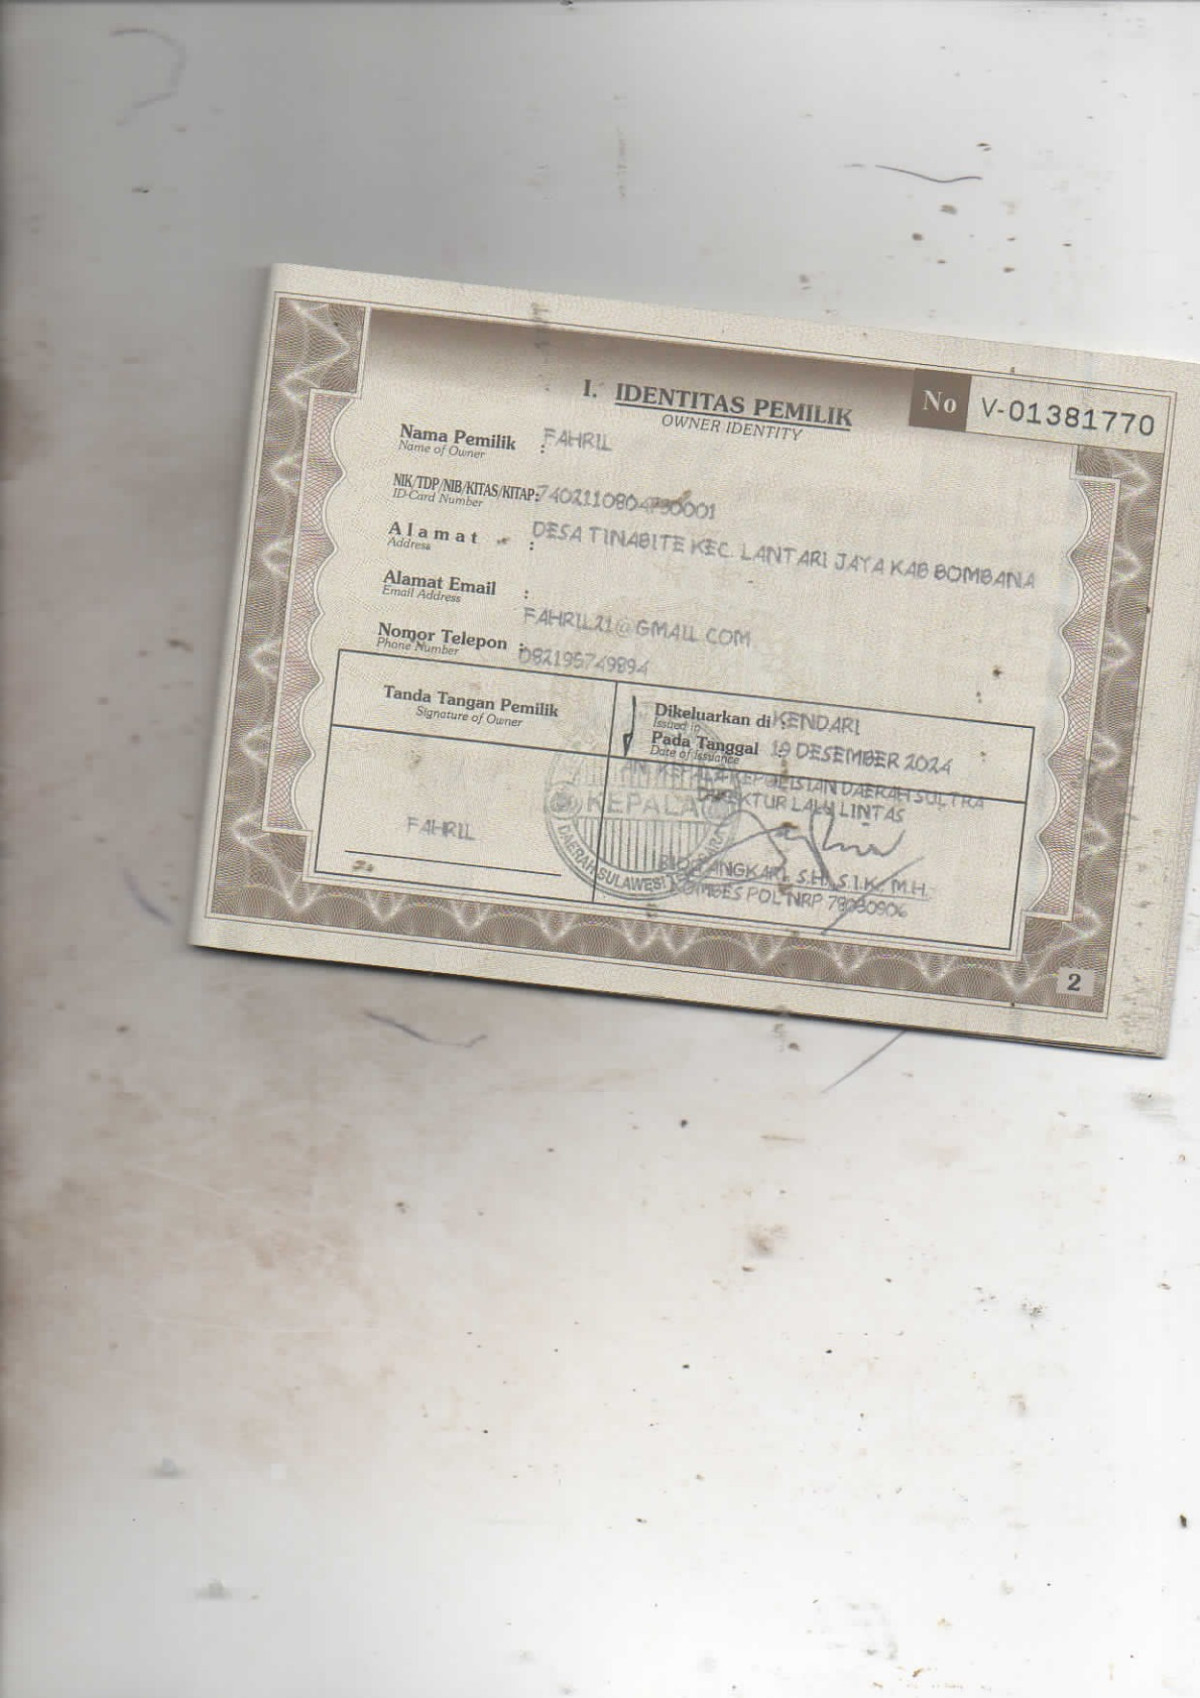 No V-01381770
I. IDENTITAS PEMILIK
OWNER IDENTITY
Nama Pemilik : FAHRIL
Name of Owner
NIK/TDP/NIB/KITAS/KITAP:
ID-Card Number
Alamat : DESA TINABITE KEC. LANTARI JAYA KAB BOMBANA
Address
Alamat Email :
Email Address
FAHRIL21@GMAIL COM
Nomor Telepon : 082195749894
Phone Number
Tanda Tangan Pemilik
Signature of Owner
FAHRIL
Dikeluarkan di : KENDARI
Issued in
Pada Tanggal 19 DESEMBER 2024
Date of Issuance
AN. KEPALA KEPOLISIAN DAERAH SULTRA
DIREKTUR LALU LINTAS
KEPALA
DAERAH SULAWESI
ARGKARI, S.H., S.I.K., M.H.
KOMBES POL NRP
2